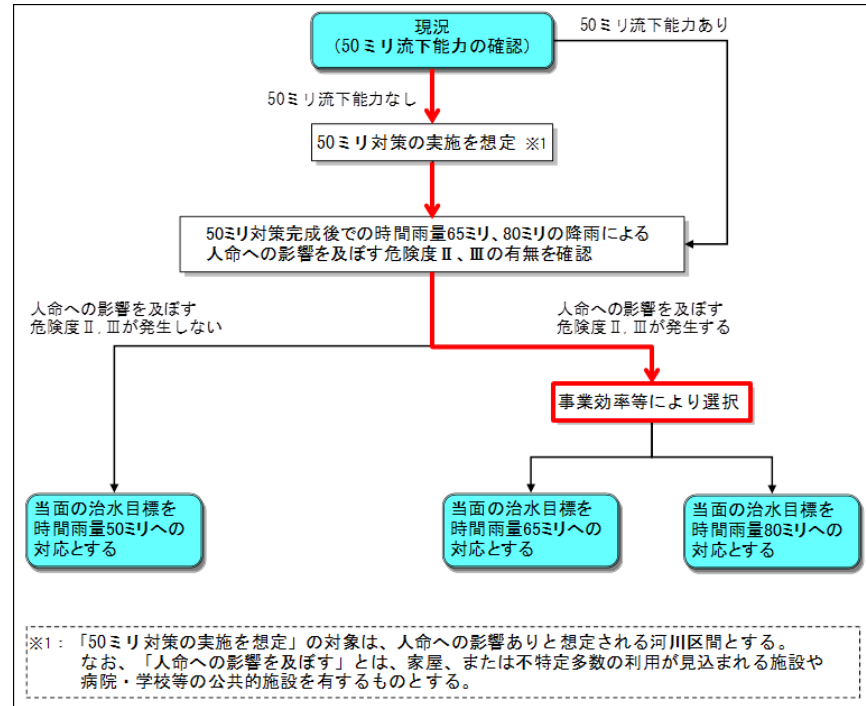 現況
（50ミリ流下能力の確認）
50ミリ流下能力あり
50ミリ流下能力なし
50ミリ対策の実施を想定 ※1
50ミリ対策完成後での時間雨量65ミリ、80ミリの降雨による
人命への影響を及ぼす危険度Ⅱ、Ⅲの有無を確認
人命への影響を及ぼす
危険度Ⅱ，Ⅲが発生しない
人命への影響を及ぼす
危険度Ⅱ，Ⅲが発生する
事業効率等により選択
当面の治水目標を
時間雨量50ミリへの
対応とする
当面の治水目標を
時間雨量65ミリへの
対応とする
当面の治水目標を
時間雨量80ミリへの
対応とする
※1：「50ミリ対策の実施を想定」の対象は、人命への影響ありと想定される河川区間とする。
なお、「人命への影響を及ぼす」とは、家屋、または不特定多数の利用が見込まれる施設や
病院・学校等の公共的施設を有するものとする。